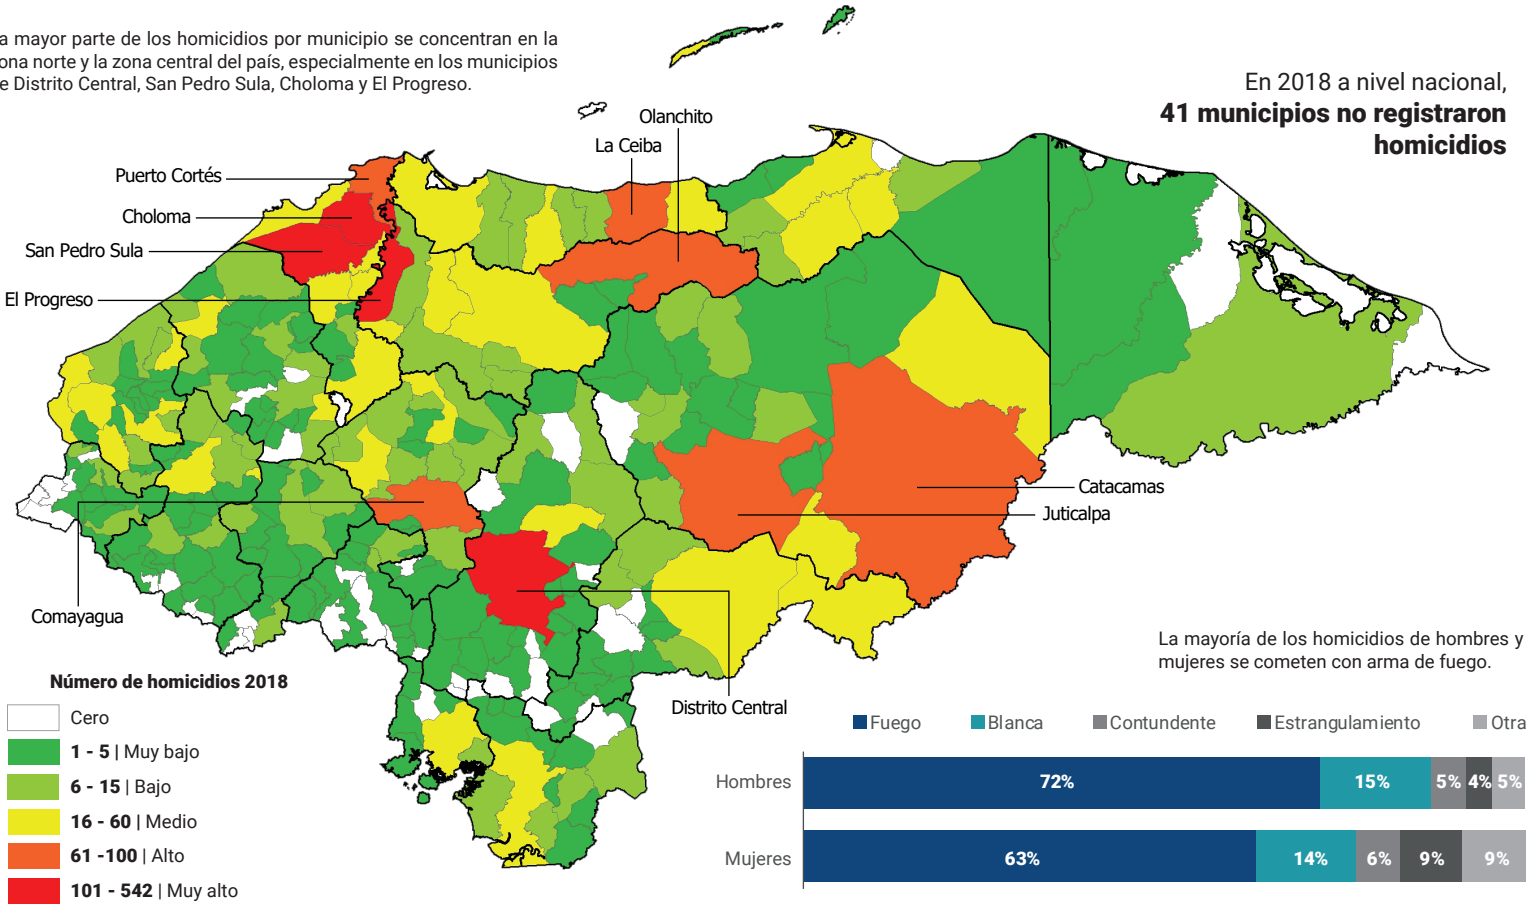 a mayor parte de los homicidios por municipio se concentran en la
ona norte y la zona central del país, especialmente en los municipios
e Distrito Central, San Pedro Sula, Choloma y El Progreso.
En 2018 a nivel nacional,
41 municipios no registraron
homicidios
Olanchito
La Ceiba
Puerto Cortés
Choloma
San Pedro Sula
El Progreso
Catacamas
Juticalpa
Comayagua
Distrito Central
Número de homicidios 2018
Cero
1 - 5 | Muy bajo
6 - 15 | Bajo
16 - 60 | Medio
61 -100 | Alto
101 - 542 | Muy alto
La mayoría de los homicidios de hombres y
mujeres se cometen con arma de fuego.
Fuego Blanca Contundente Estrangulamiento Otra
Hombres 72% 15% 5% 4% 5%
Mujeres 63% 14% 6% 9% 9%